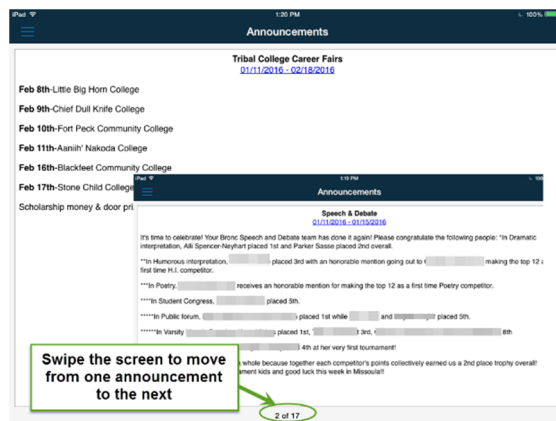 iPad 1:20 PM 100%
Announcements
Tribal College Career Fairs
01/11/2016 - 02/18/2016
Feb 8th-Little Big Horn College
Feb 9th-Chief Dull Knife College
Feb 10th-Fort Peck Community College
Feb 11th-Aaniih' Nakoda College
Feb 16th-Blackfeet Community College
Feb 17th-Stone Child College
Scholarship money & door pri
iPad 1:19 PM 100
Announcements
Speech & Debate
01/11/2016 - 01/15/2016
It's time to celebrate! Your Bronc Speech and Debate team has done it again! Please congratulate the following people: *In Dramatic
interpretation, Alli Spencer-Neyhart placed 1st and Parker Sasse placed 2nd overall.
**In Humorous interpretation, placed 3rd with an honorable mention going out to making the top 12
first time H.I. competitor.
***In Poetry, receives an honorable mention for making the top 12 as a first time Poetry competitor.
****In Student Congress, placed 5th.
*****In Public forum, placed 1st while and placed 5th.
******In Varsity placed 1st, 3rd, 8th
4th at her very first tournament!
whole because together each competitor's points collectively earned us a 2nd place trophy overall!
ament kids and good luck this week in Missoula!!
Swipe the screen to move
from one announcement
to the next
2 of 17